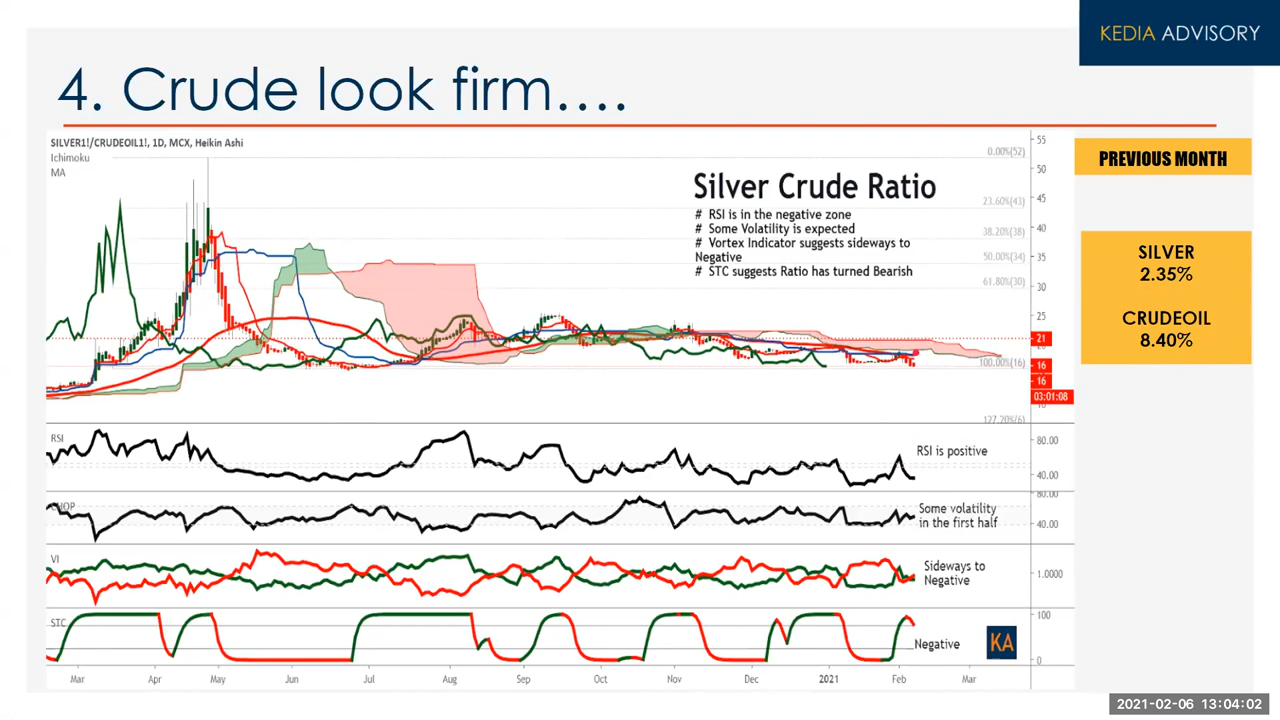 KEDIA ADVISORY
4. Crude look firm....
SILVER1!/CRUDEOIL1!, 1D, MCX, Heikin Ashi
Ichimoku
MA
Silver Crude Ratio
# RSI is in the negative zone
# Some Volatility is expected
# Vortex Indicator suggests sideways to
Negative
# STC suggests Ratio has turned Bearish
0.00%(52)
23.60%(43)
38.20%(38)
50.00%(34)
61.80%(30)
100.00%(16)
127.20%(6)
55
50
45
40
35
30
25
21
16
16
03:01:08
PREVIOUS MONTH
SILVER
2.35%
CRUDEOIL
8.40%
RSI
RSI is positive
80.00
40.00
CHOP
Some volatility
in the first half
80.00
40.00
VI
Sideways to
Negative
1.0000
STC
Negative
KA
100
0
Mar Apr May Jun Jul Aug Sep Oct Nov Dec 2021 Feb Mar
2021-02-06 13:04:02